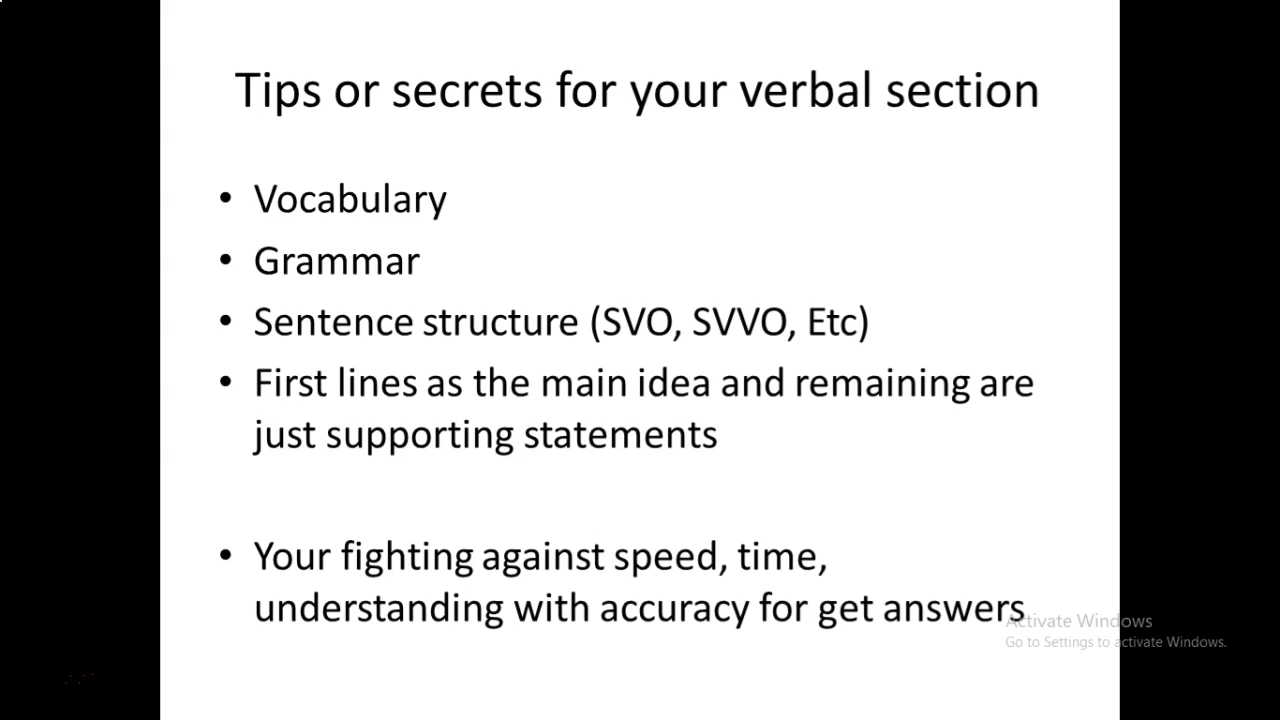 Tips or secrets for your verbal section
• Vocabulary
• Grammar
• Sentence structure (SVO, SVVO, Etc)
• First lines as the main idea and remaining are
just supporting statements
• Your fighting against speed, time,
understanding with accuracy for get answers
Activate Windows
Go to Settings to activate Windows.